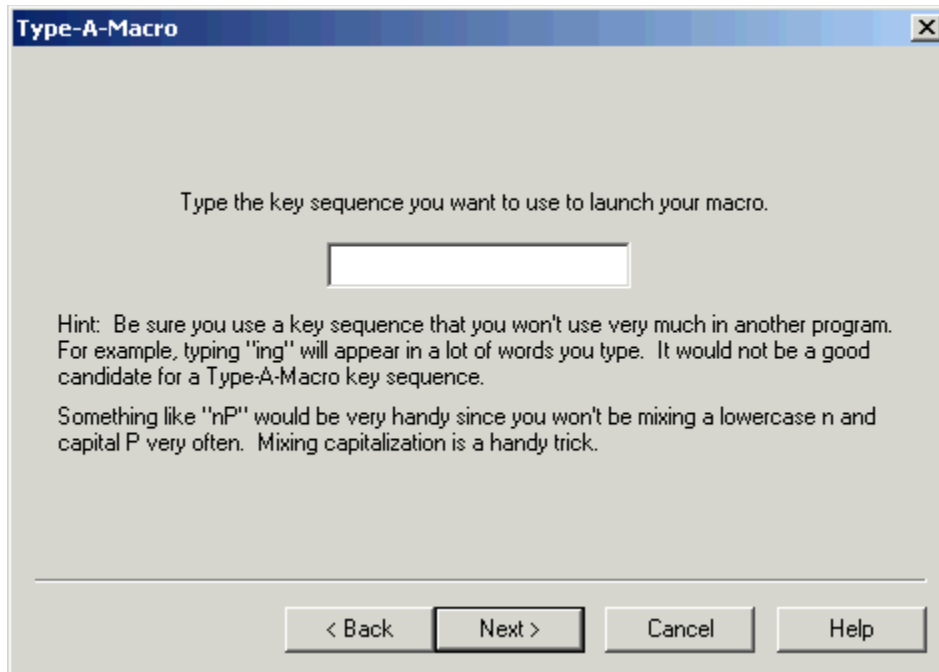 Type-A-Macro
Type the key sequence you want to use to launch your macro.
Hint:  Be sure you use a key sequence that you won't use very much in another program.
For example, typing "ing" will appear in a lot of words you type.  It would not be a good
candidate for a Type-A-Macro key sequence.
Something like "nP" would be very handy since you won't be mixing a lowercase n and
capital P very often.  Mixing capitalization is a handy trick.
< Back
Next >
Cancel
Help